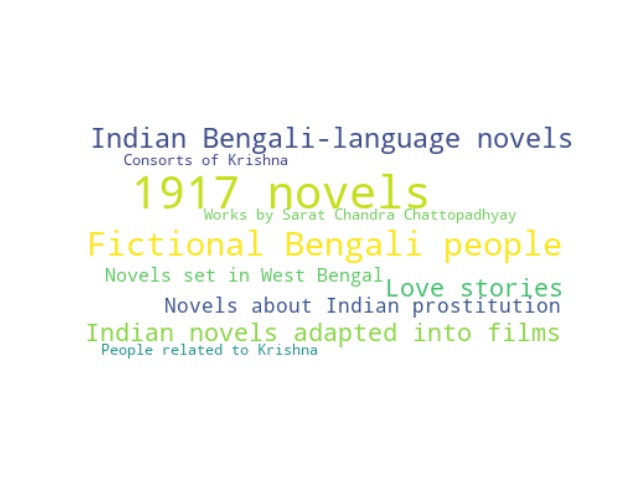 Indian Bengali-language novels
Consorts of Krishna
1917 novels
Works by Sarat Chandra Chattopadhyay
Fictional Bengali people
Novels set in West Bengal
Love stories
Novels about Indian prostitution
Indian novels adapted into films
People related to Krishna